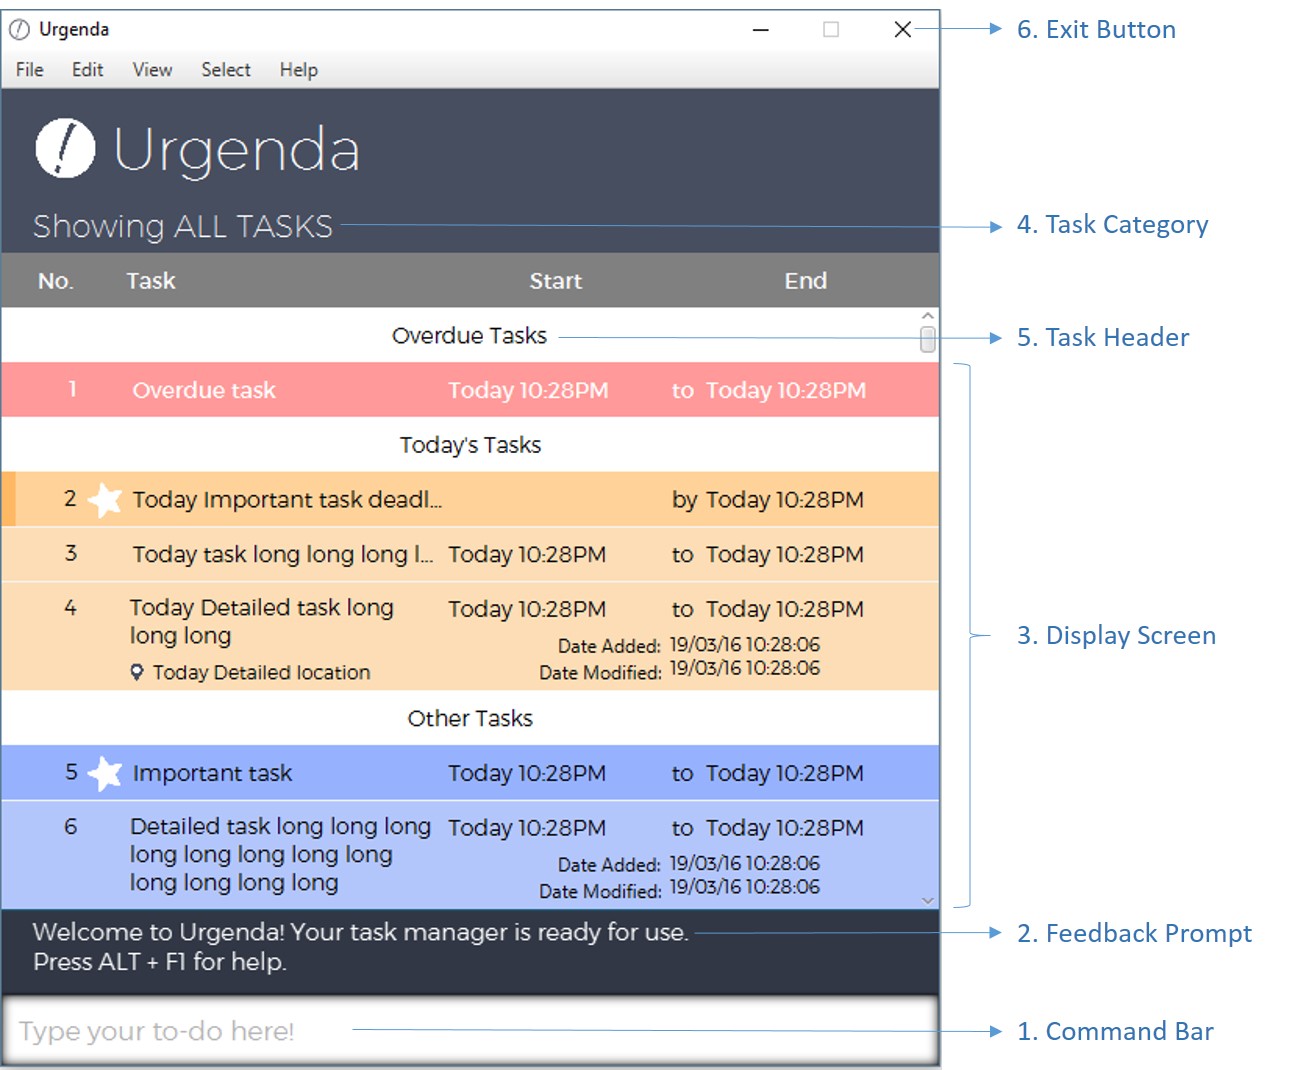 Urgenda
6. Exit Button
File Edit View Select Help
Urgenda
Showing ALL TASKS
4. Task Category
No. Task Start End
Overdue Tasks
5. Task Header
1 Overdue task Today 10:28PM to Today 10:28PM
Today's Tasks
2 Today Important task deadl... by Today 10:28PM
3 Today task long long long l... Today 10:28PM to Today 10:28PM
4 Today Detailed task long Today 10:28PM to Today 10:28PM
long long
Date Added: 19/03/16 10:28:06
Today Detailed location Date Modified: 19/03/16 10:28:06
3. Display Screen
Other Tasks
5 Important task Today 10:28PM to Today 10:28PM
6 Detailed task long long long Today 10:28PM to Today 10:28PM
long long long long long
Date Added: 19/03/16 10:28:06
long long long long Date Modified: 19/03/16 10:28:06
Welcome to Urgenda! Your task manager is ready for use.
2. Feedback Prompt
Press ALT + F1 for help.
Type your to-do here!
1. Command Bar